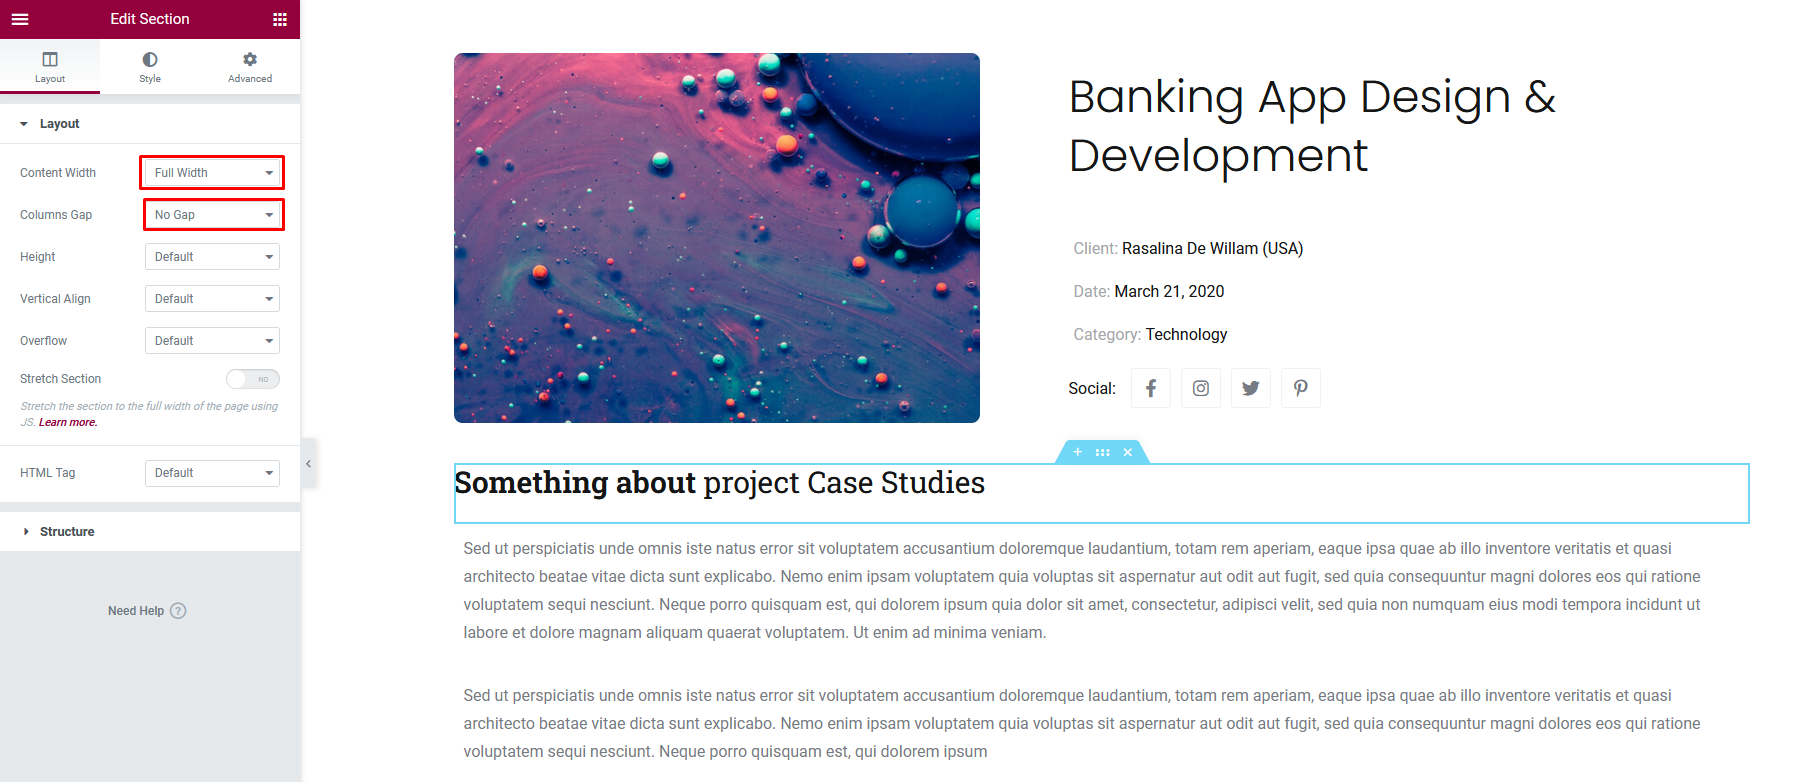 Edit Section
Layout
Style
Advanced
Layout
Content Width
Full Width
Columns Gap
No Gap
Height
Default
Vertical Align
Default
Overflow
Default
Stretch Section
NO
Stretch the section to the full width of the page using
JS. Learn more.
HTML Tag
Default
Structure
Need Help ?
Banking App Design &
Development
Client: Rasalina De Willam (USA)
Date: March 21, 2020
Category: Technology
Social:
Something about project Case Studies
Sed ut perspiciatis unde omnis iste natus error sit voluptatem accusantium doloremque laudantium, totam rem aperiam, eaque ipsa quae ab illo inventore veritatis et quasi
architecto beatae vitae dicta sunt explicabo. Nemo enim ipsam voluptatem quia voluptas sit aspernatur aut odit aut fugit, sed quia consequuntur magni dolores eos qui ratione
voluptatem sequi nesciunt. Neque porro quisquam est, qui dolorem ipsum quia dolor sit amet, consectetur, adipisci velit, sed quia non numquam eius modi tempora incidunt ut
labore et dolore magnam aliquam quaerat voluptatem. Ut enim ad minima veniam.
Sed ut perspiciatis unde omnis iste natus error sit voluptatem accusantium doloremque laudantium, totam rem aperiam, eaque ipsa quae ab illo inventore veritatis et quasi
architecto beatae vitae dicta sunt explicabo. Nemo enim ipsam voluptatem quia voluptas sit aspernatur aut odit aut fugit, sed quia consequuntur magni dolores eos qui ratione
voluptatem sequi nesciunt. Neque porro quisquam est, qui dolorem ipsum